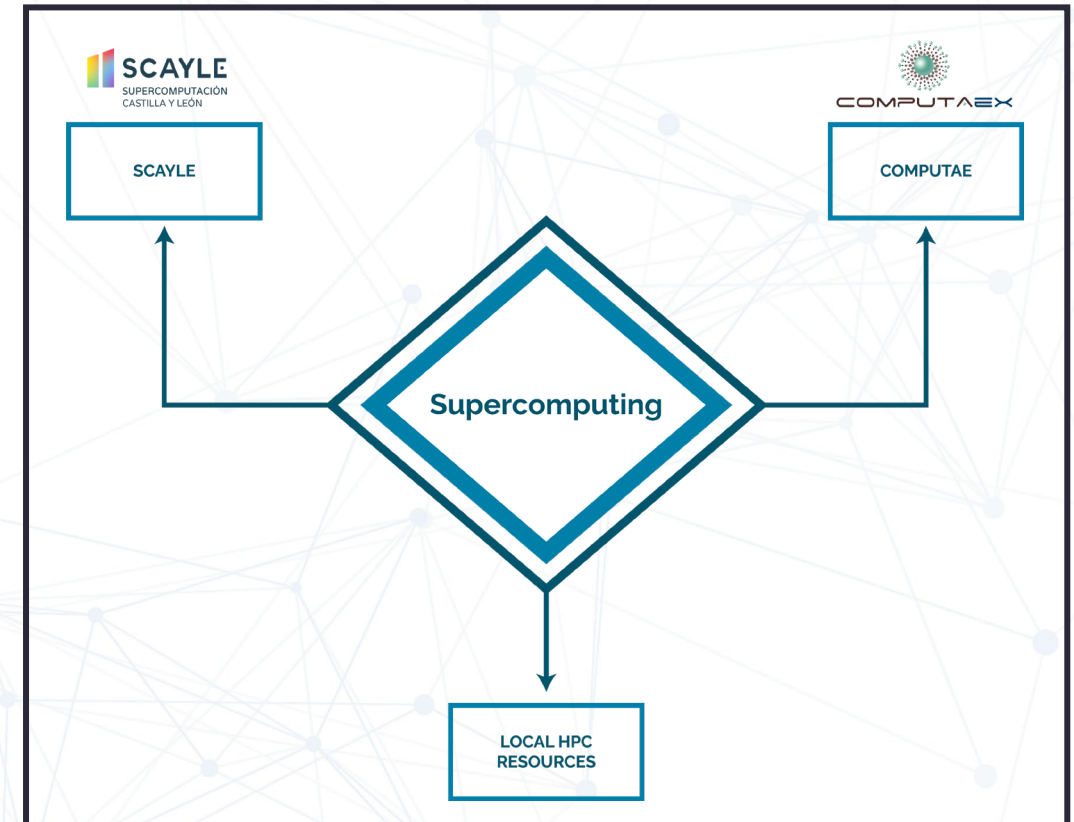 SCAYLE
SUPERCOMPUTACIÓN
CASTILLA Y LEÓN
COMPUTAEX
SCAYLE
COMPUTAE
Supercomputing
LOCAL HPC
RESOURCES